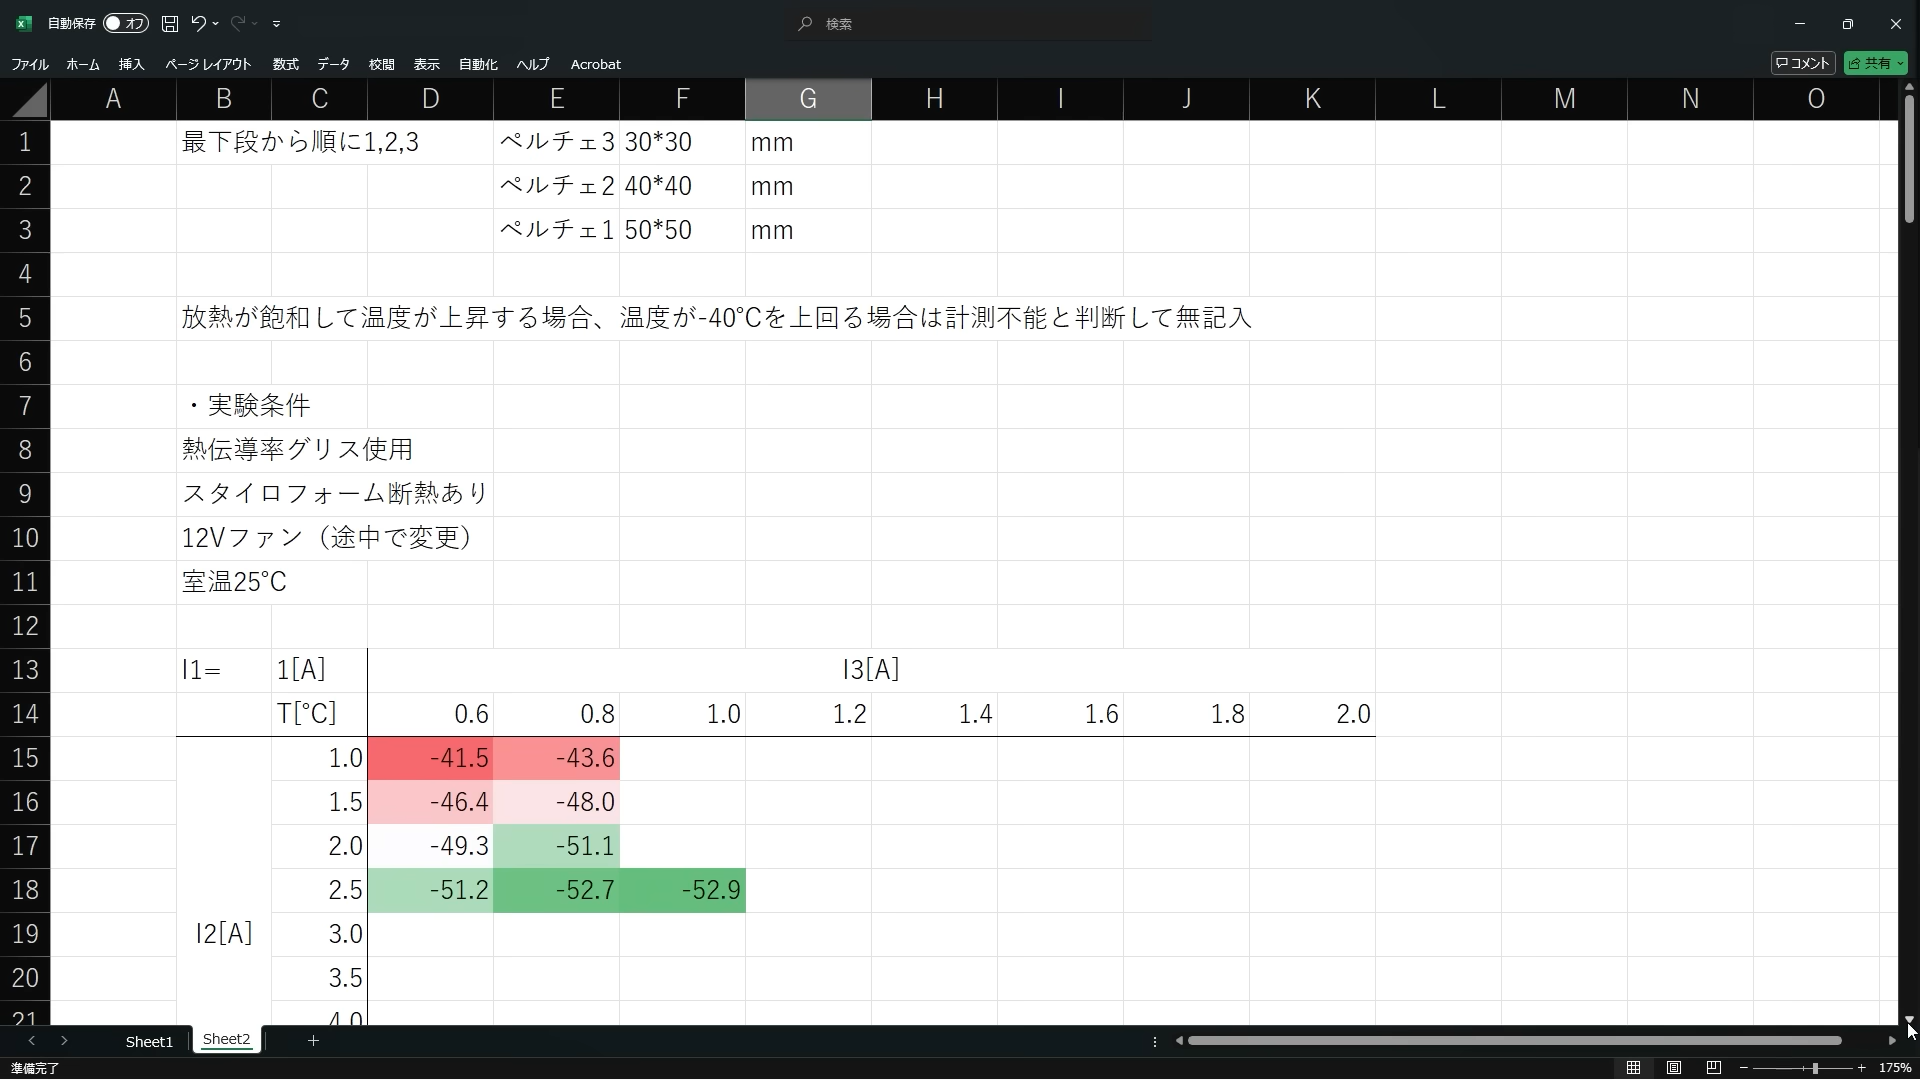 自動保存 オフ 検索
ファイル ホーム 挿入 ページ レイアウト 数式 データ 校閲 表示 自動化 ヘルプ Acrobat コメント 共有
A B C D E F G H I J K L M N O
1 最下段から順に1,2,3 ペルチェ3 30*30 mm
2 ペルチェ2 40*40 mm
3 ペルチェ1 50*50 mm
4
5 放熱が飽和して温度が上昇する場合、温度が-40℃を上回る場合は計測不能と判断して無記入
6
7 ・実験条件
8 熱伝導率グリス使用
9 スタイロフォーム断熱あり
10 12Vファン（途中で変更）
11 室温25℃
12
13 I1= 1[A] I3[A]
14 T[℃] 0.6 0.8 1.0 1.2 1.4 1.6 1.8 2.0
15 1.0 -41.5 -43.6
16 1.5 -46.4 -48.0
17 2.0 -49.3 -51.1
18 2.5 -51.2 -52.7 -52.9
19 I2[A] 3.0
20 3.5
21 4.0
Sheet1 Sheet2
準備完了 175%